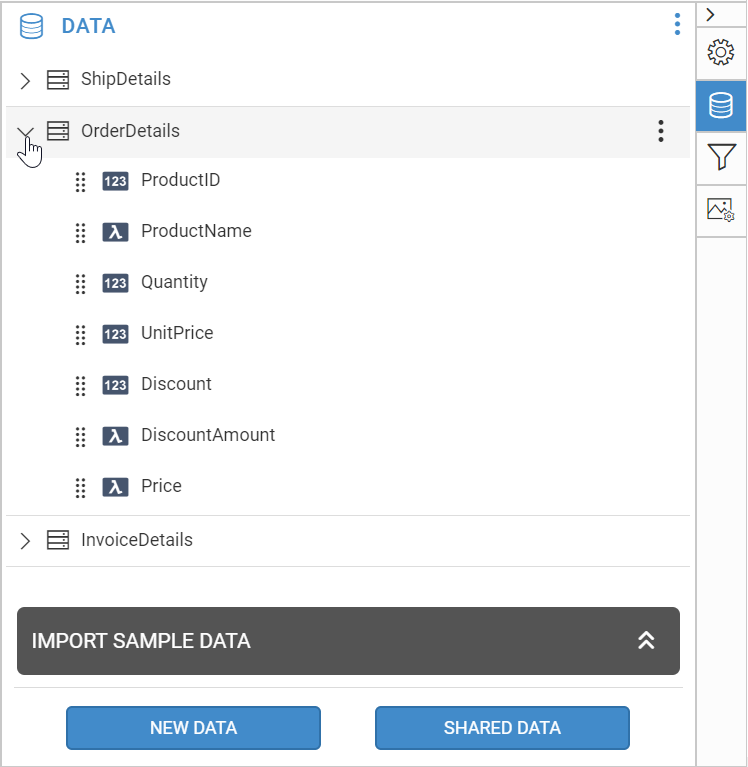 DATA
ShipDetails
OrderDetails
123 ProductID
λ ProductName
123 Quantity
123 UnitPrice
123 Discount
λ DiscountAmount
λ Price
InvoiceDetails
IMPORT SAMPLE DATA
NEW DATA SHARED DATA